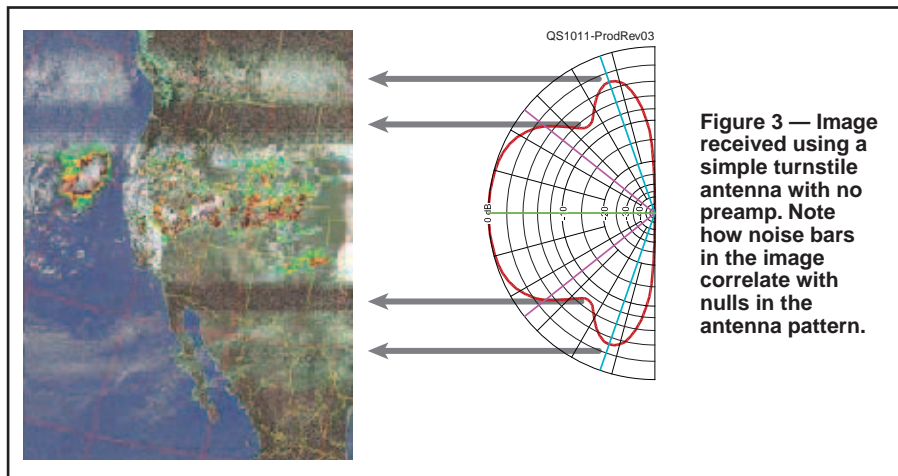 QS1011-ProdRev03
0 dB
-10
-20
-30
Figure 3 — Image
received using a
simple turnstile
antenna with no
preamp. Note
how noise bars
in the image
correlate with
nulls in the
antenna pattern.